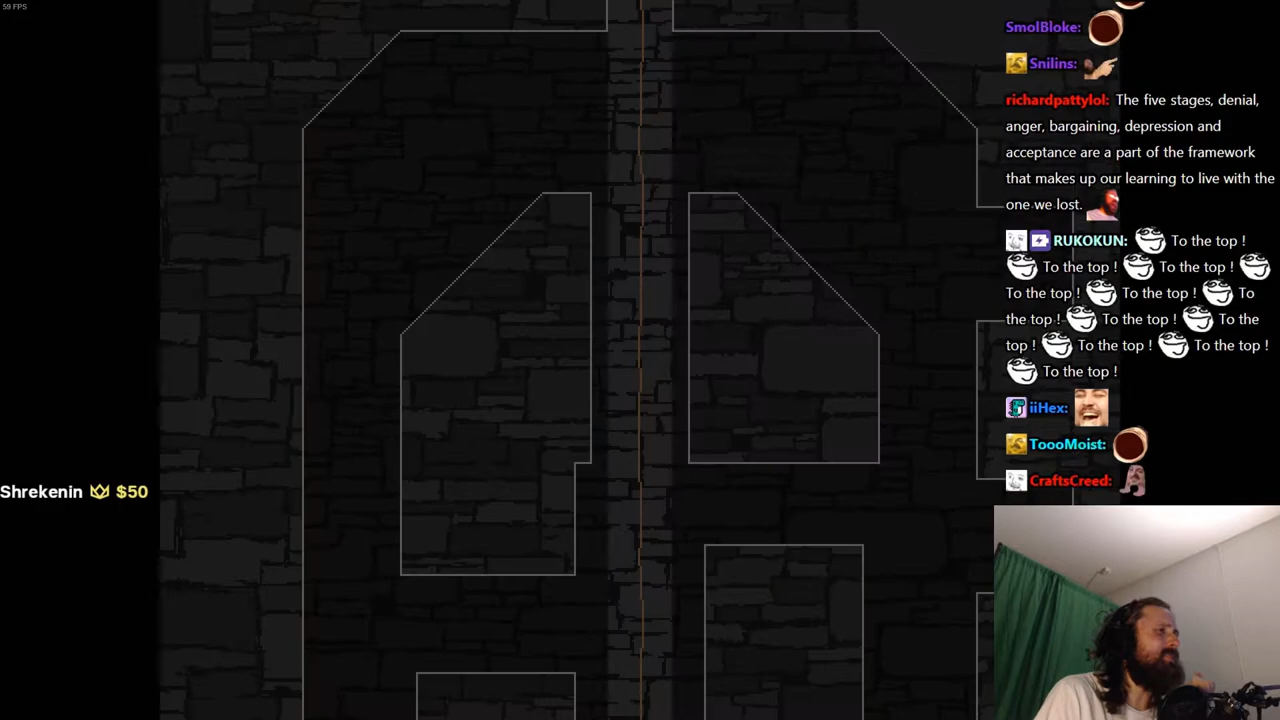 59 FPS
SmolBloke:
Snilins:
richardpattylol: The five stages, denial,
anger, bargaining, depression and
acceptance are a part of the framework
that makes up our learning to live with the
one we lost.
RUKOKUN: To the top !
To the top ! To the top !
To the top ! To the top ! To
the top ! To the top ! To the
top ! To the top ! To the top !
To the top !
iiHex:
ToooMoist:
CraftsCreed:
Shrekenin $50